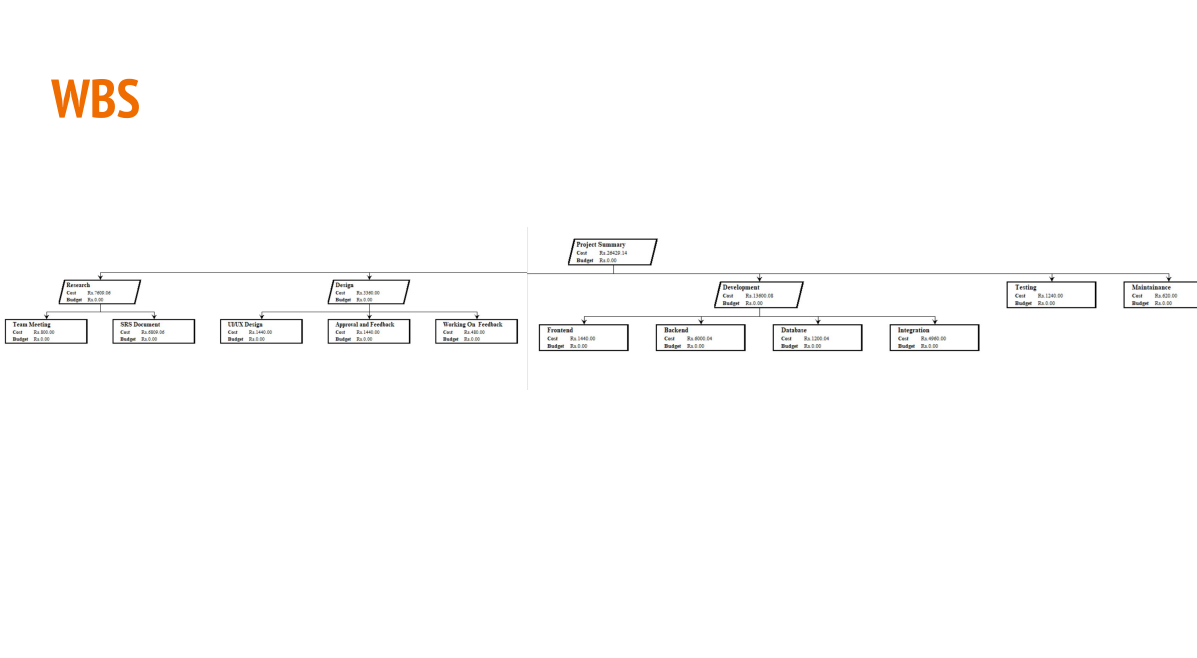 WBS
Project Summary
Cost Rs.26420.14
Budget Rs.0.00
Research
Cost Rs.7600.06
Budget Rs.0.00
Design
Cost Rs.3360.00
Budget Rs.0.00
Development
Cost Rs.13600.08
Budget Rs.0.00
Testing
Cost Rs.1240.00
Budget Rs.0.00
Maintainance
Cost Rs.620.00
Budget Rs.0.00
Team Meeting
Cost Rs.800.00
Budget Rs.0.00
SRS Document
Cost Rs.6800.06
Budget Rs.0.00
UI/UX Design
Cost Rs.1440.00
Budget Rs.0.00
Approval and Feedback
Cost Rs.1440.00
Budget Rs.0.00
Working On Feedback
Cost Rs.480.00
Budget Rs.0.00
Frontend
Cost Rs.1440.00
Budget Rs.0.00
Backend
Cost Rs.6000.04
Budget Rs.0.00
Database
Cost Rs.1200.04
Budget Rs.0.00
Integration
Cost Rs.4960.00
Budget Rs.0.00